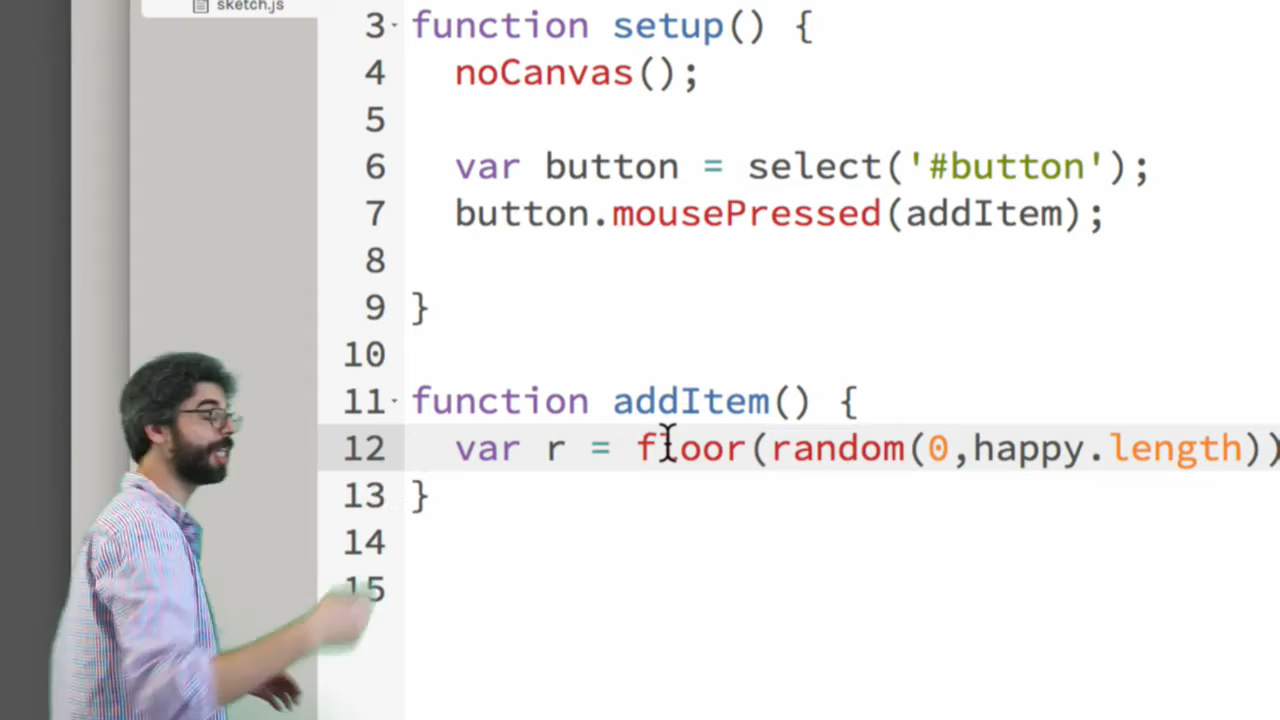 sketch.js
3 function setup() {
4 noCanvas();
5
6 var button = select('#button');
7 button.mousePressed(addItem);
8
9 }
10
11 function addItem() {
12 var r = floor(random(0,happy.length))
13 }
14
15